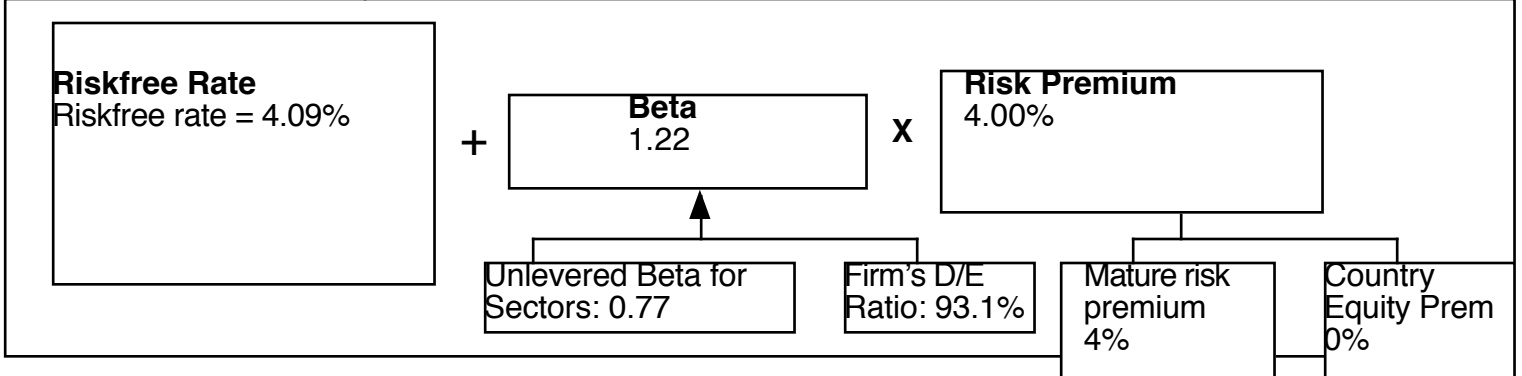 Riskfree Rate
Riskfree rate = 4.09%
+
Beta
1.22
X
Risk Premium
4.00%
Unlevered Beta for
Sectors: 0.77
Firm's D/E
Ratio: 93.1%
Mature risk
premium
4%
Country
Equity Prem
0%